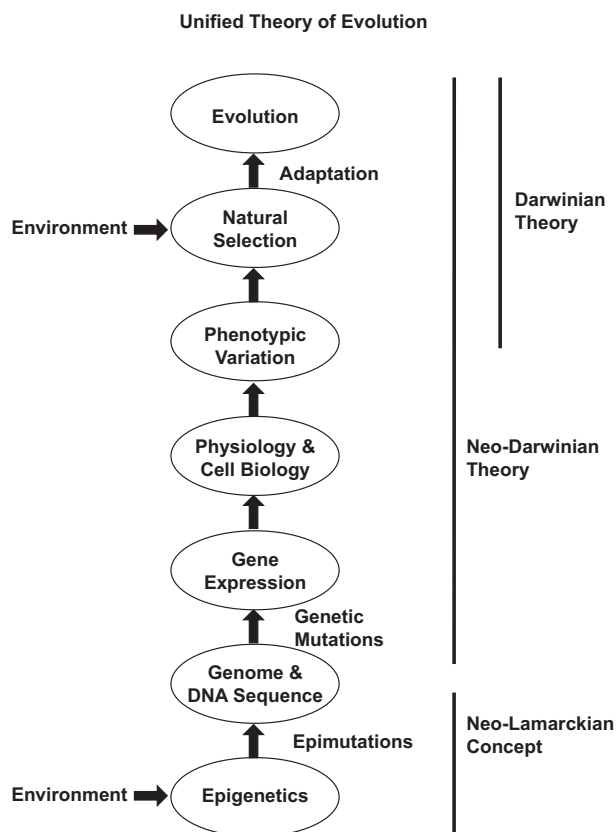 Unified Theory of Evolution
Evolution
Adaptation
Environment
Natural
Selection
Darwinian
Theory
Phenotypic
Variation
Physiology &
Cell Biology
Neo-Darwinian
Theory
Gene
Expression
Genetic
Mutations
Genome &
DNA Sequence
Epimutations
Neo-Lamarckian
Concept
Environment
Epigenetics